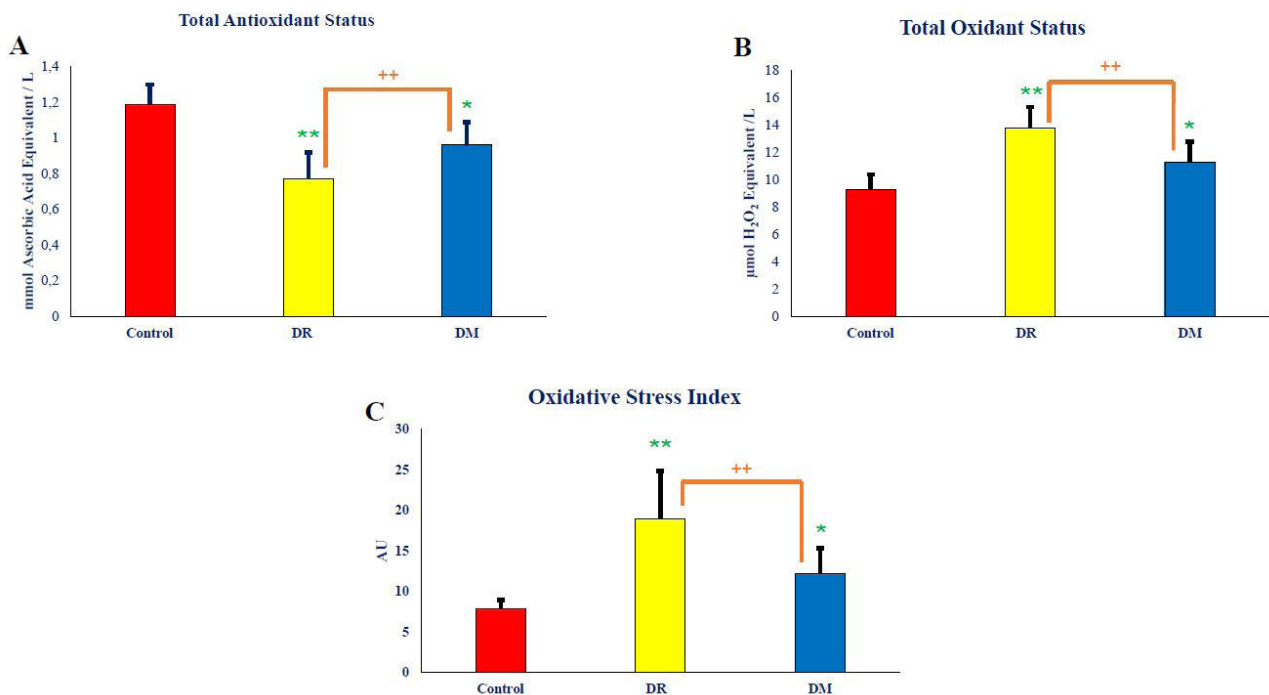 Total Antioxidant Status
A
mmol Ascorbic Acid Equivalent / L
1,4
1,2
1
0,8
0,6
0,4
0,2
0
**
++
*
Control
DR
DM
Total Oxidant Status
B
µmol H₂O₂ Equivalent /L
18
16
14
12
10
8
6
4
2
0
**
++
*
Control
DR
DM
Oxidative Stress Index
C
AU
30
25
20
15
10
5
0
**
++
*
Control
DR
DM